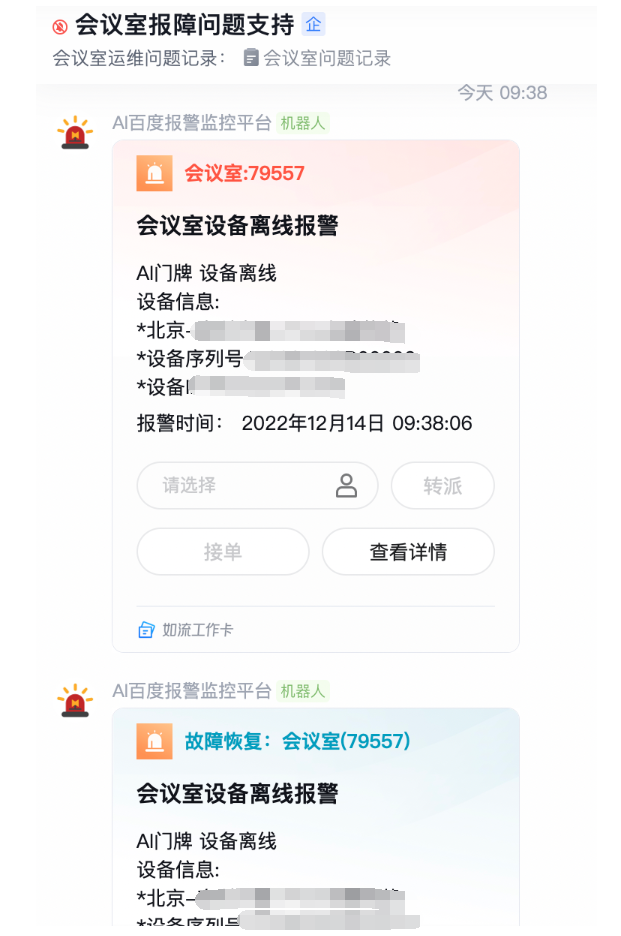 会议室报障问题支持 企
会议室运维问题记录： 会议室问题记录
今天 09:38
AI百度报警监控平台 机器人
会议室:79557
会议室设备离线报警
AI门牌 设备离线
设备信息:
*北京-
*设备序列号
*设备
报警时间： 2022年12月14日 09:38:06
请选择 转派
接单 查看详情
如流工作卡
AI百度报警监控平台 机器人
故障恢复：会议室(79557)
会议室设备离线报警
AI门牌 设备离线
设备信息:
*北京-
*设备序列号